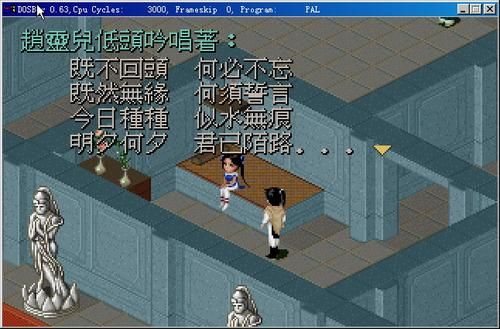 DOSBox 0.63,Cpu Cycles: 3000, Frameskip 0, Program: PAL
趙靈兒低頭吟唱著：
既不回頭 何必不忘
既然無緣 何須誓言
今日種種 似水無痕
明夕何夕 君已陌路...